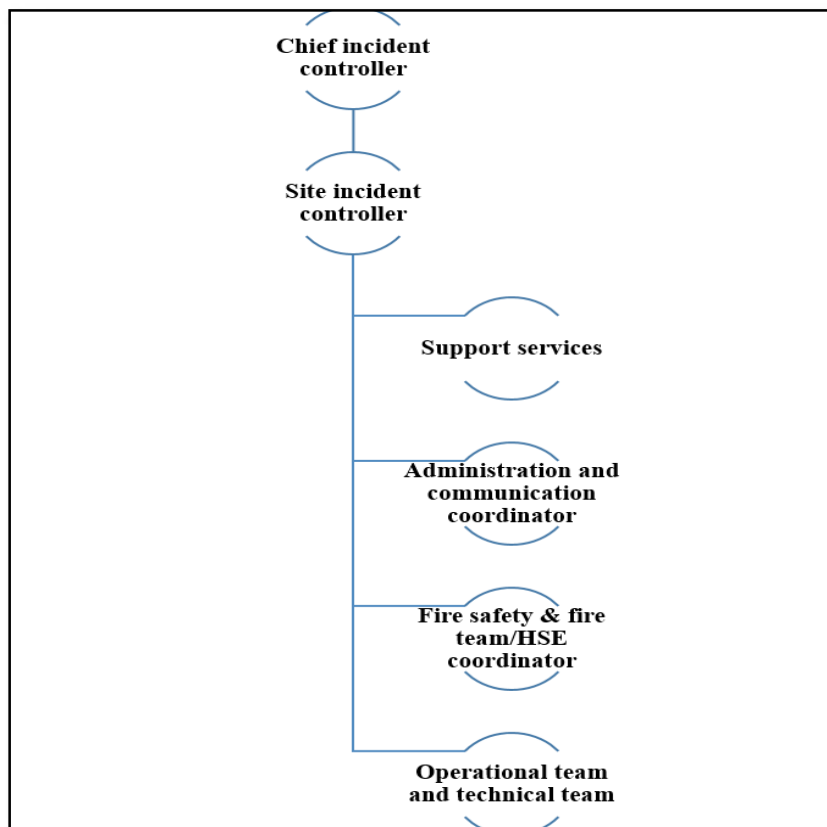 Chief incident
controller
Site incident
controller
Support services
Administration and
communication
coordinator
Fire safety & fire
team/HSE
coordinator
Operational team
and technical team